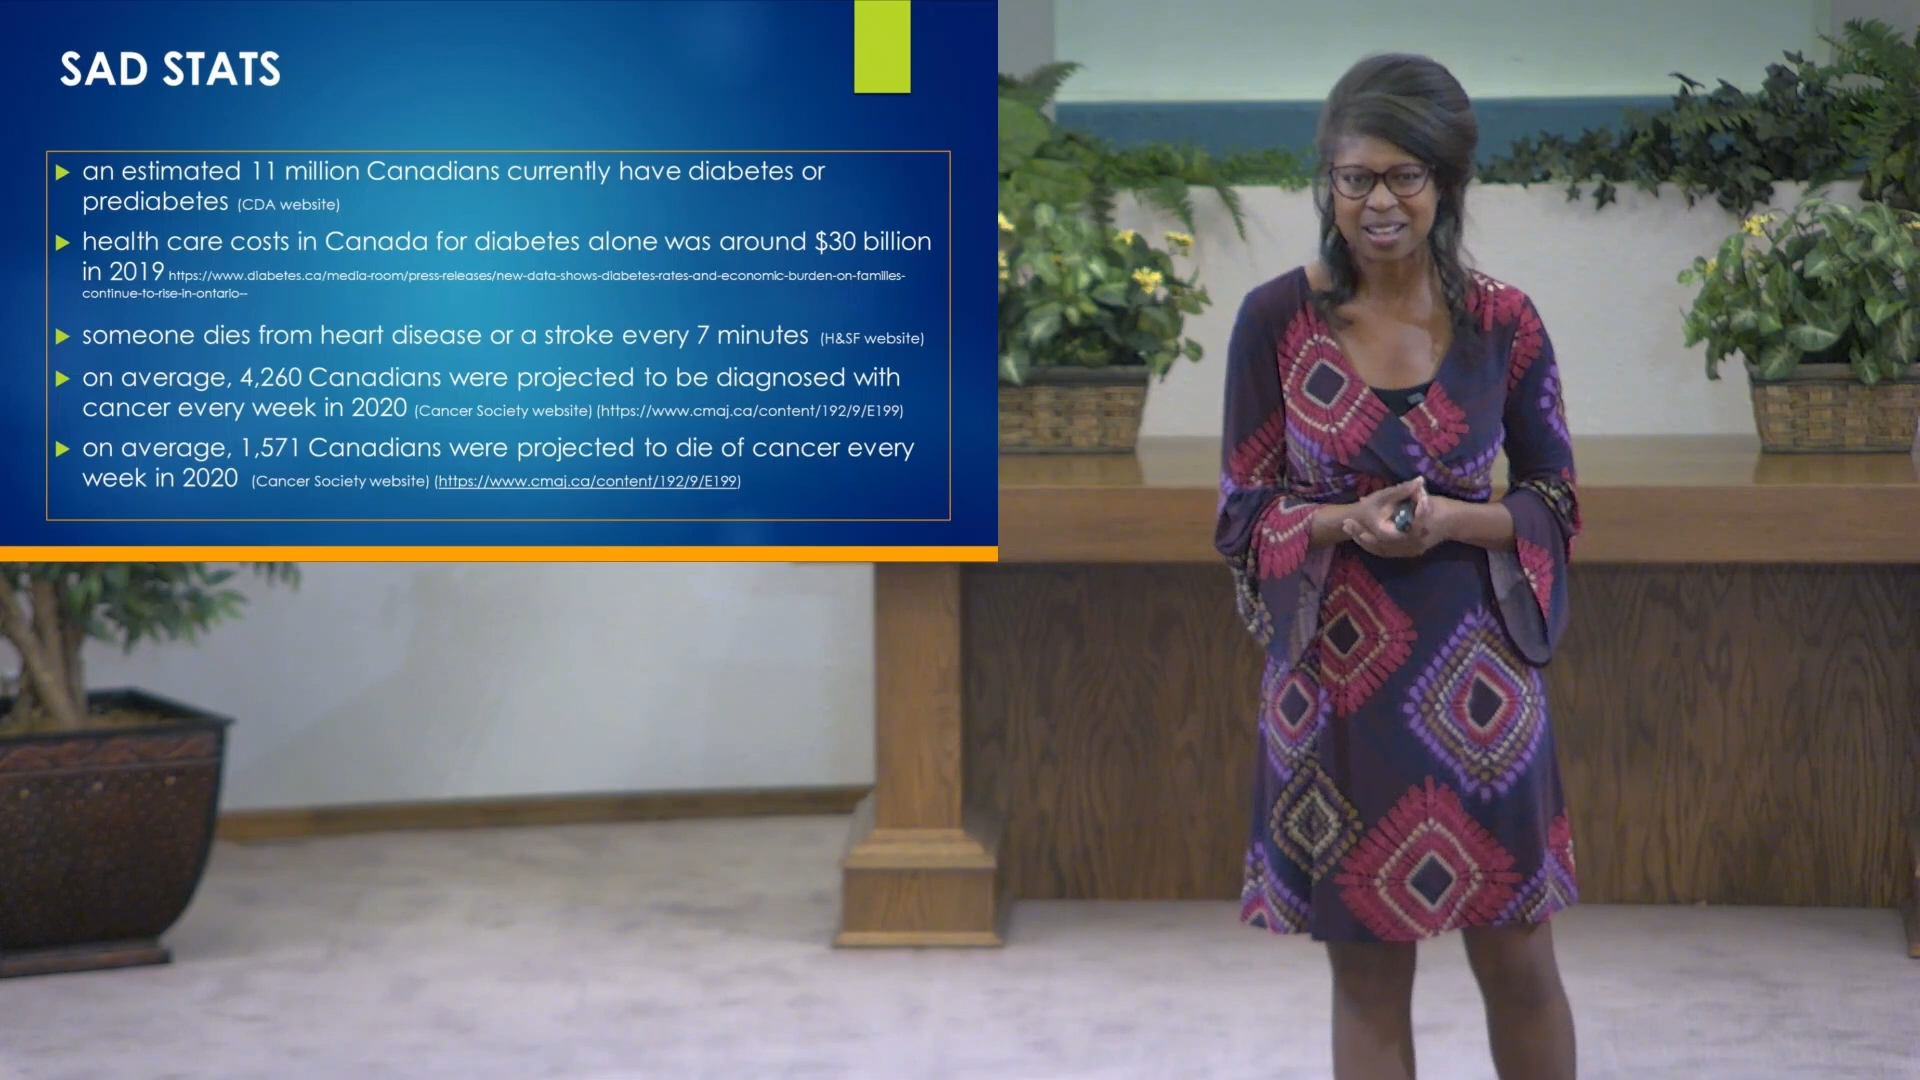 SAD STATS
an estimated 11 million Canadians currently have diabetes or
prediabetes (CDA website)
health care costs in Canada for diabetes alone was around $30 billion
in 2019 https://www.diabetes.ca/media-room/press-releases/new-data-shows-diabetes-rates-and-economic-burden-on-families-
continue-to-rise-in-ontario--
someone dies from heart disease or a stroke every 7 minutes (H&SF website)
on average, 4,260 Canadians were projected to be diagnosed with
cancer every week in 2020 (Cancer Society website) (https://www.cmaj.ca/content/192/9/E199)
on average, 1,571 Canadians were projected to die of cancer every
week in 2020 (Cancer Society website) (https://www.cmaj.ca/content/192/9/E199)